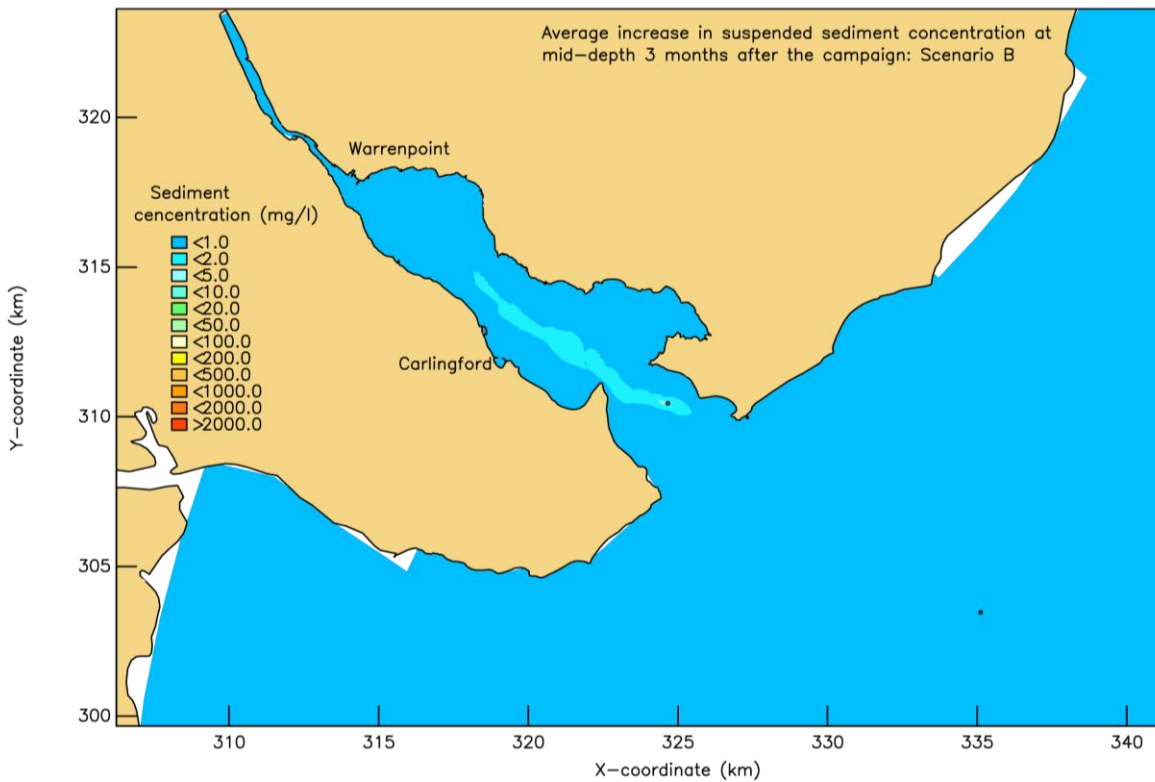 Average increase in suspended sediment concentration at
mid-depth 3 months after the campaign: Scenario B
320
Warrenpoint
Sediment
cencentration (mg/l)
<1.0
<2.0
<5.0
<10.0
<20.0
<50.0
<100.0
<200.0
<500.0
<1000.0
<2000.0
>2000.0
315
Carlingford
310
305
300
Y-coordinate (km)
310 315 320 325 330 335 340
X-coordinate (km)